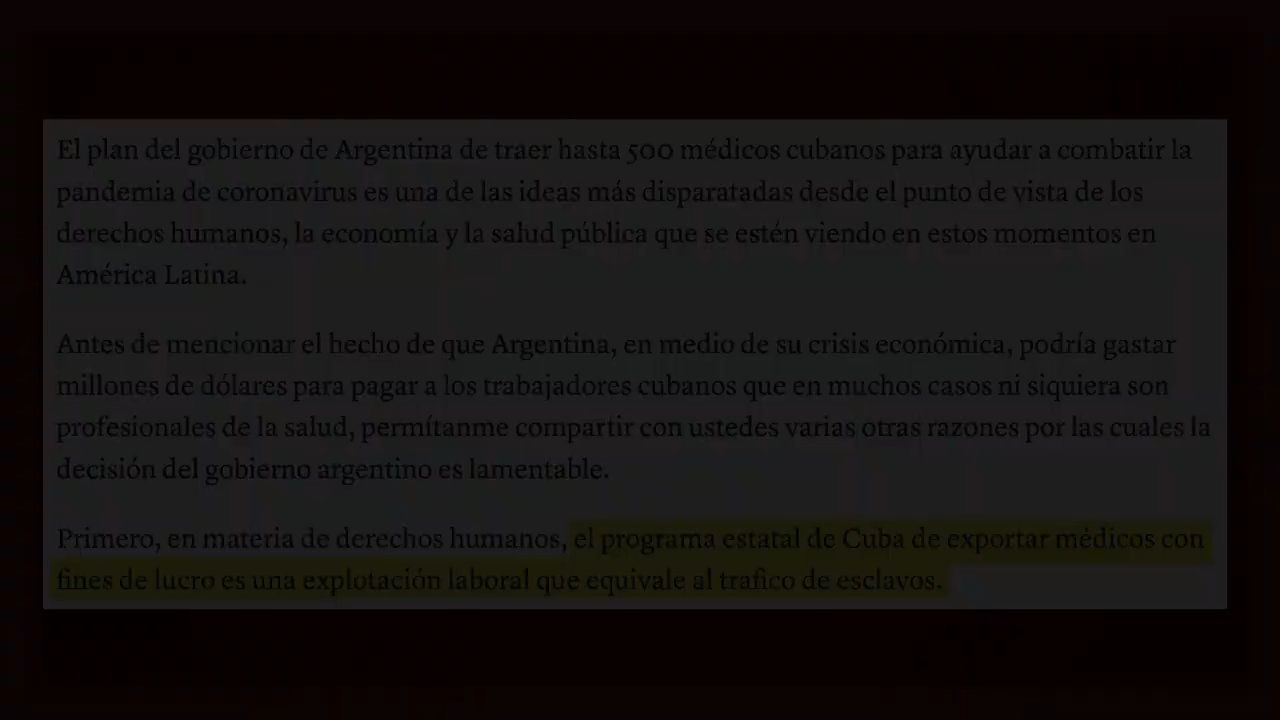 El plan del gobierno de Argentina de traer hasta 500 médicos cubanos para ayudar a combatir la
pandemia de coronavirus es una de las ideas más disparatadas desde el punto de vista de los
derechos humanos, la economía y la salud pública que se estén viendo en estos momentos en
América Latina.
Antes de mencionar el hecho de que Argentina, en medio de su crisis económica, podría gastar
millones de dólares para pagar a los trabajadores cubanos que en muchos casos ni siquiera son
profesionales de la salud, permítanme compartir con ustedes varias otras razones por las cuales la
decisión del gobierno argentino es lamentable.
Primero, en materia de derechos humanos, el programa estatal de Cuba de exportar médicos con
fines de lucro es una explotación laboral que equivale al trafico de esclavos.